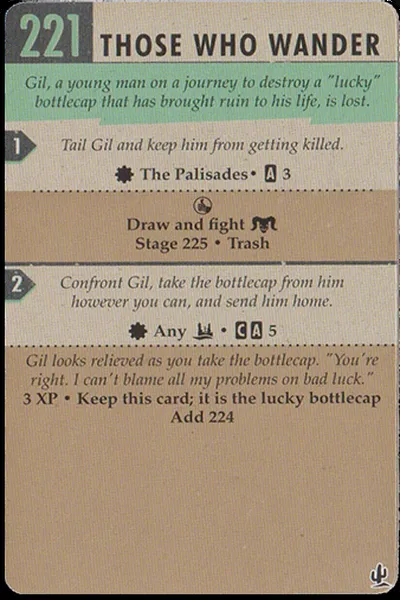 221 THOSE WHO WANDER
Gil, a young man on a journey to destroy a "lucky"
bottlecap that has brought ruin to his life, is lost.
1
Tail Gil and keep him from getting killed.
The Palisades • A 3
Draw and fight
Stage 225 • Trash
2
Confront Gil, take the bottlecap from him
however you can, and send him home.
Any • C A 5
Gil looks relieved as you take the bottlecap. "You're
right. I can't blame all my problems on bad luck."
3 XP • Keep this card; it is the lucky bottlecap
Add 224